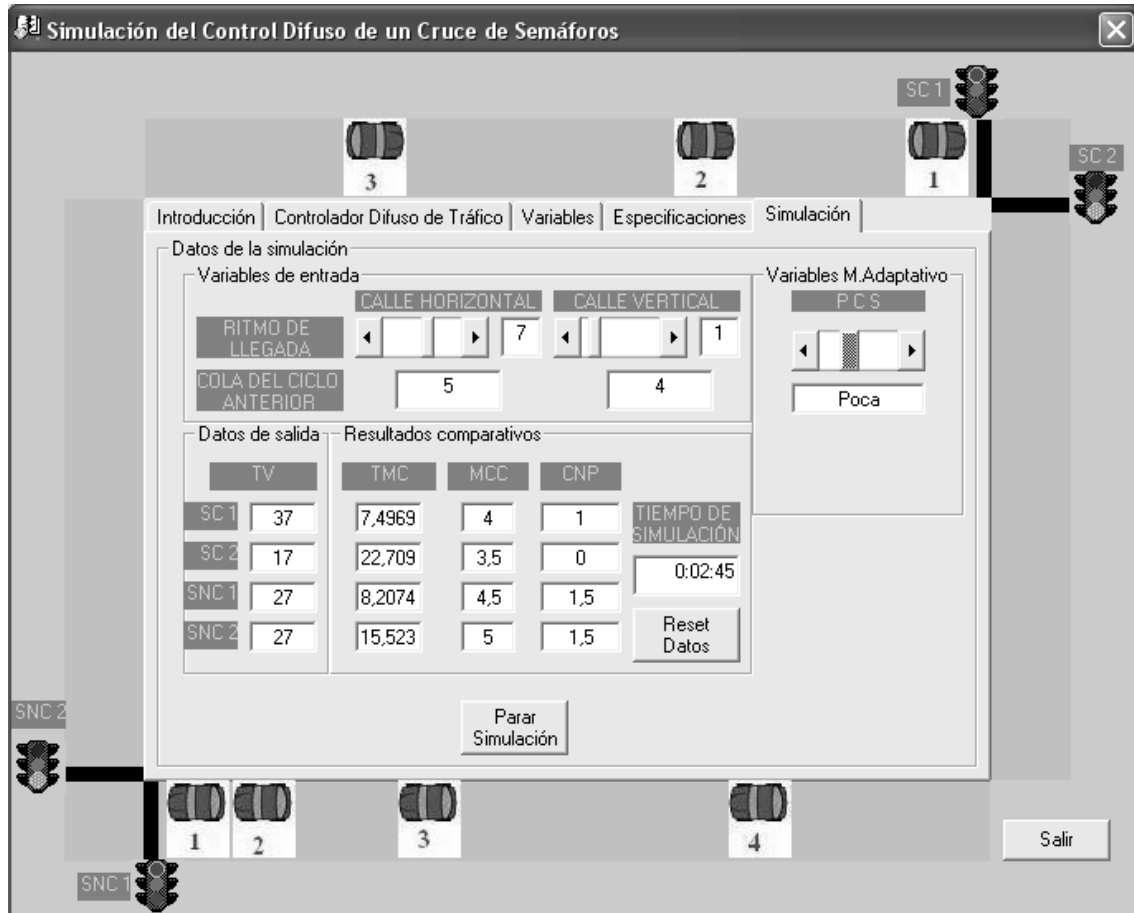 Simulación del Control Difuso de un Cruce de Semáforos
SC 1
SC 2
3
2
1
Introducción
Controlador Difuso de Tráfico
Variables
Especificaciones
Simulación
Datos de la simulación
Variables de entrada
CALLE HORIZONTAL
CALLE VERTICAL
RITMO DE
LLEGADA
7
1
COLA DEL CICLO
ANTERIOR
5
4
Variables M.Adaptativo
P C S
Poca
Datos de salida
Resultados comparativos
TV
TMC
MCC
CNP
SC 1
37
7,4969
4
1
SC 2
17
22,709
3,5
0
SNC 1
27
8,2074
4,5
1,5
SNC 2
27
15,523
5
1,5
TIEMPO DE
SIMULACIÓN
0:02:45
Reset
Datos
Parar
Simulación
SNC 2
1
2
3
4
Salir
SNC 1